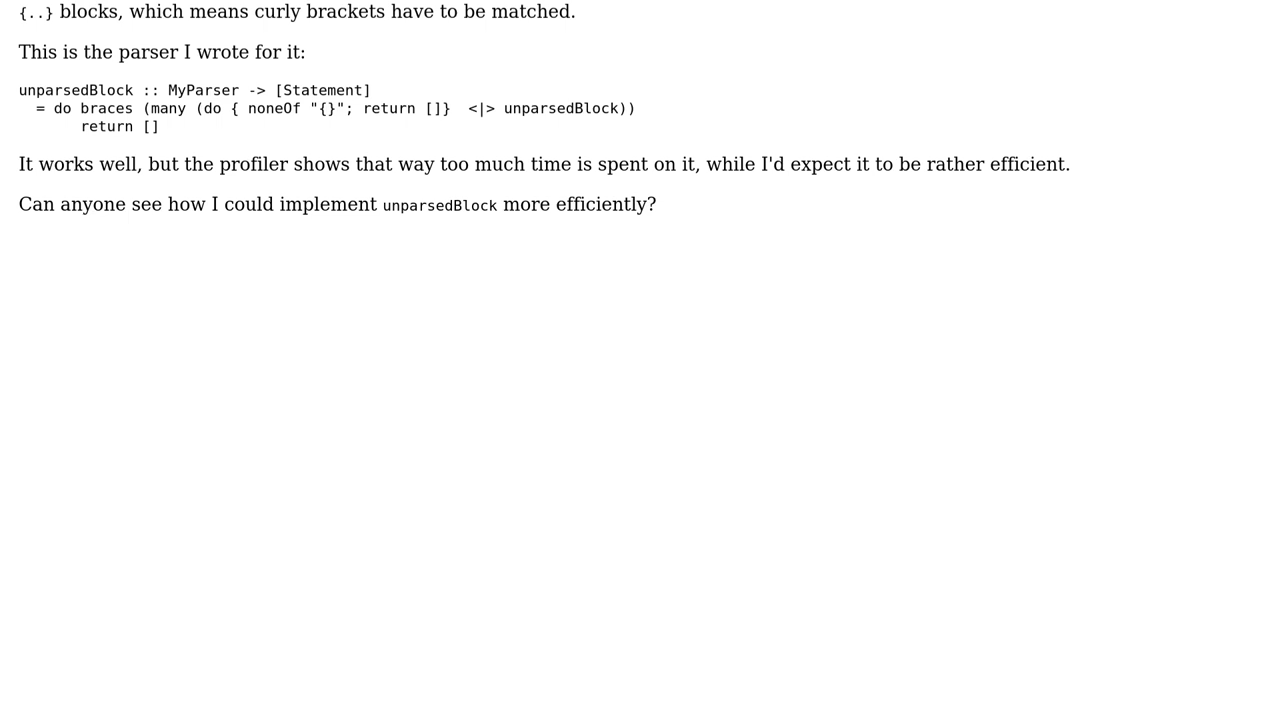 {..} blocks, which means curly brackets have to be matched.
This is the parser I wrote for it:
unparsedBlock :: MyParser -> [Statement]
  = do braces (many (do { noneOf "{}"; return []}  <|> unparsedBlock))
       return []
It works well, but the profiler shows that way too much time is spent on it, while I'd expect it to be rather efficient.
Can anyone see how I could implement unparsedBlock more efficiently?